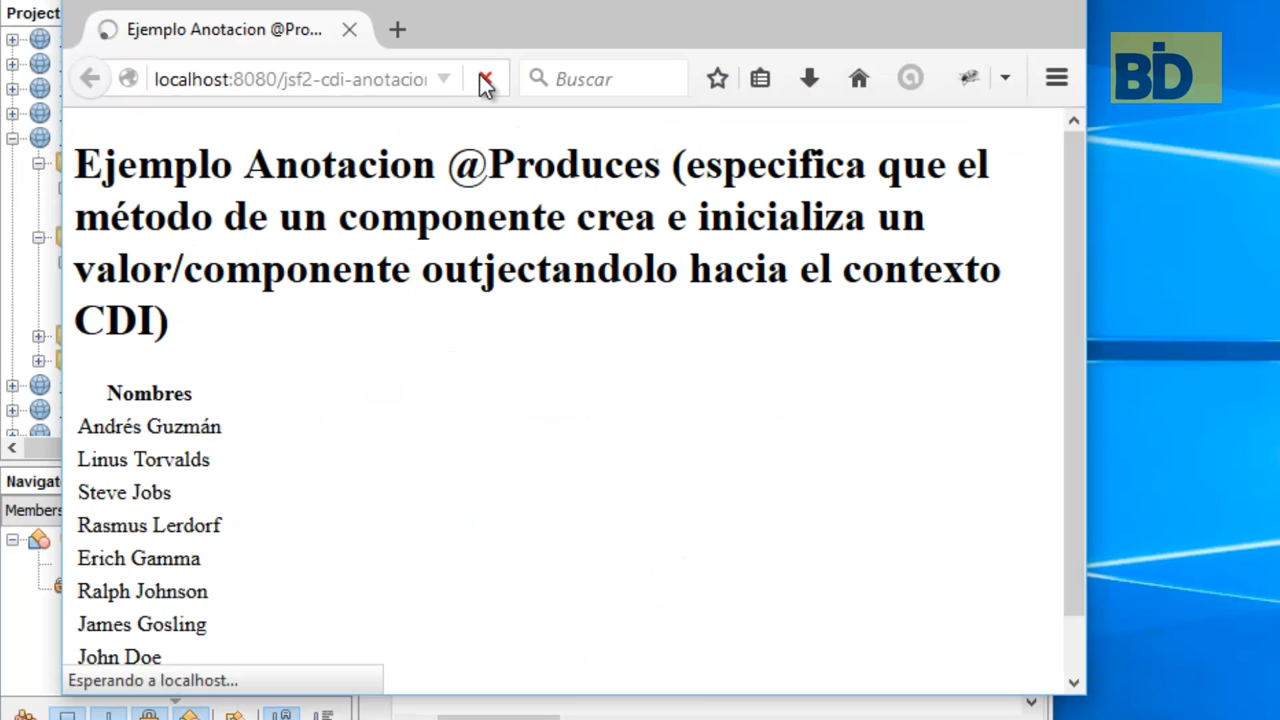 Project
Ejemplo Anotacion @Pro...
localhost:8080/jsf2-cdi-anotacion
Buscar
BID
Ejemplo Anotacion @Produces (especifica que el
método de un componente crea e inicializa un
valor/componente outjectandolo hacia el contexto
CDI)
Nombres
Andrés Guzmán
Linus Torvalds
Steve Jobs
Rasmus Lerdorf
Erich Gamma
Ralph Johnson
James Gosling
John Doe
Esperando a localhost...
Navigat
Members